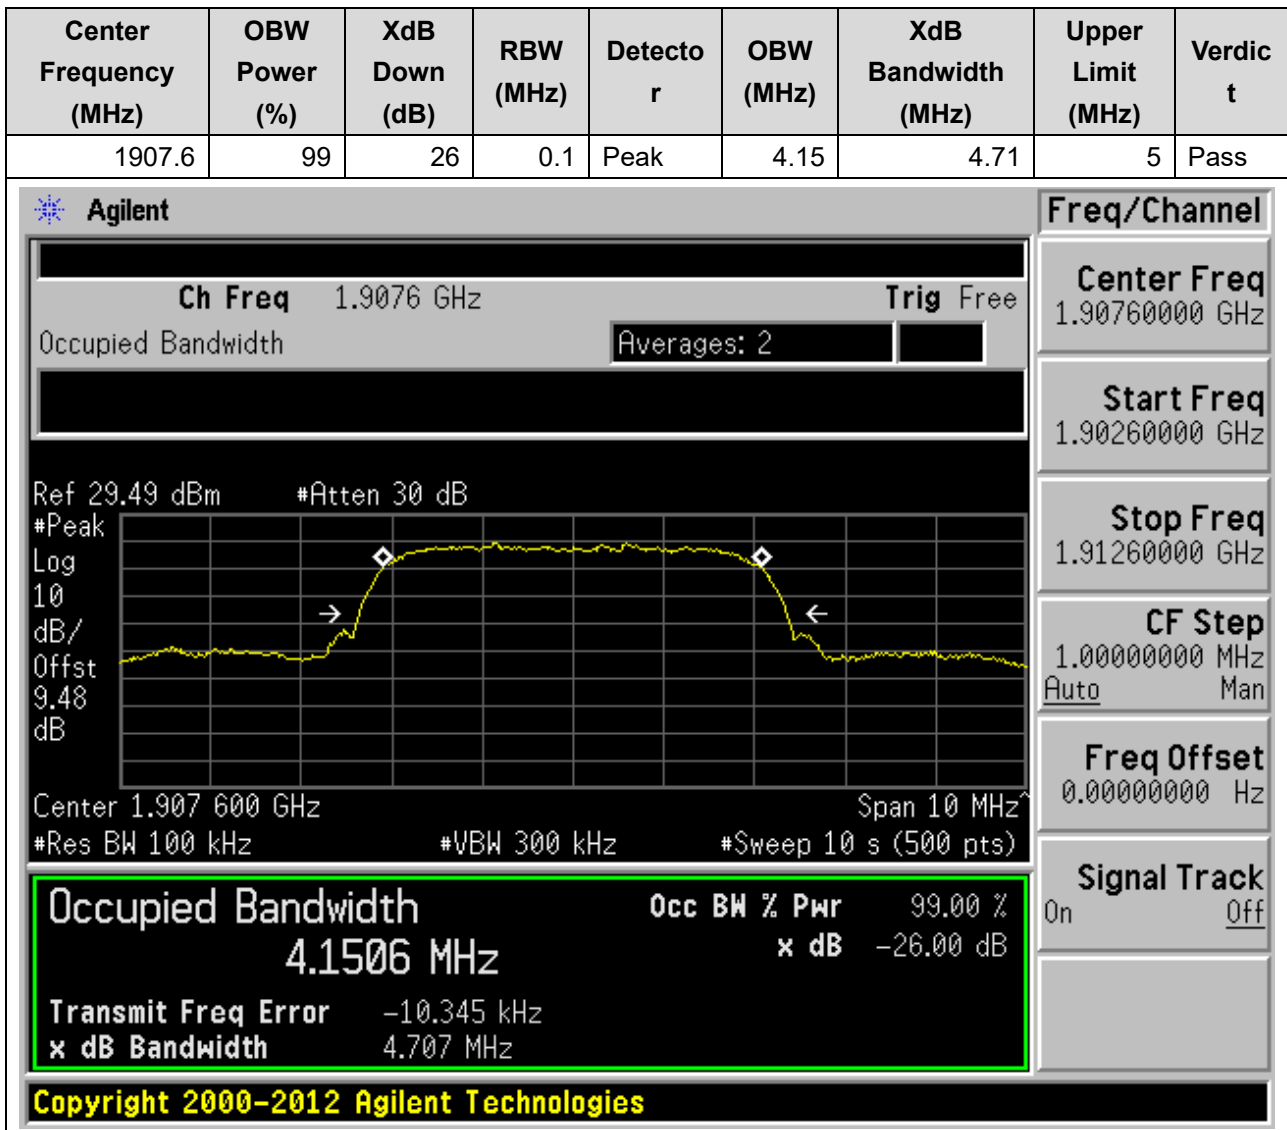 Center Frequency (MHz) OBW Power (%) XdB Down (dB) RBW (MHz) Detecto r OBW (MHz) XdB Bandwidth (MHz) Upper Limit (MHz) Verdic t
1907.6 99 26 0.1 Peak 4.15 4.71 5 Pass
Agilent
Ch Freq 1.9076 GHz Trig Free
Occupied Bandwidth Averages: 2
Ref 29.49 dBm #Atten 30 dB
#Peak
Log
10
dB/
Offst
9.48
dB
Center 1.907 600 GHz Span 10 MHz^
#Res BW 100 kHz #VBW 300 kHz #Sweep 10 s (500 pts)
Occupied Bandwidth Occ BW % Pwr 99.00 %
4.1506 MHz x dB -26.00 dB
Transmit Freq Error -10.345 kHz
x dB Bandwidth 4.707 MHz
Copyright 2000-2012 Agilent Technologies
Freq/Channel
Center Freq
1.90760000 GHz
Start Freq
1.90260000 GHz
Stop Freq
1.91260000 GHz
CF Step
1.00000000 MHz
Auto Man
Freq Offset
0.00000000 Hz
Signal Track
On Off